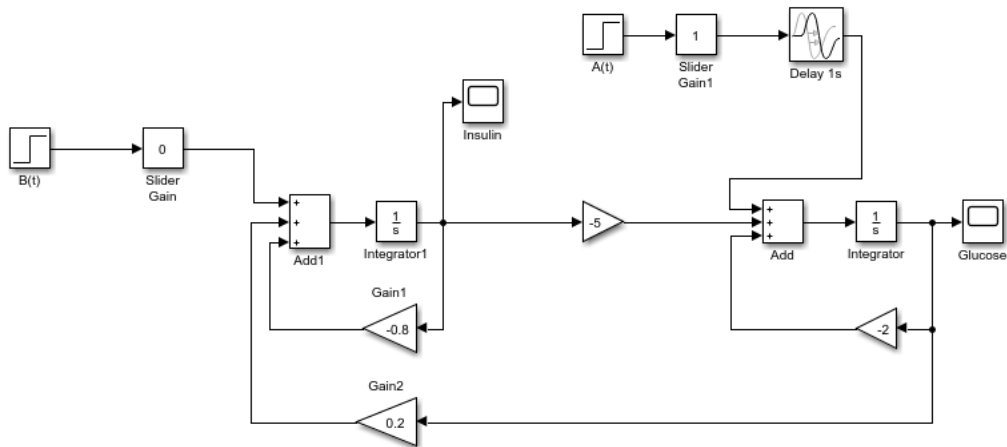 A(t)
1
Slider
Gain1
Delay 1s
Insulin
B(t)
0
Slider
Gain
+
+
+
Add1
1
s
Integrator1
-5
+
+
+
Add
1
s
Integrator
Glucose
Gain1
-0.8
-2
Gain2
0.2